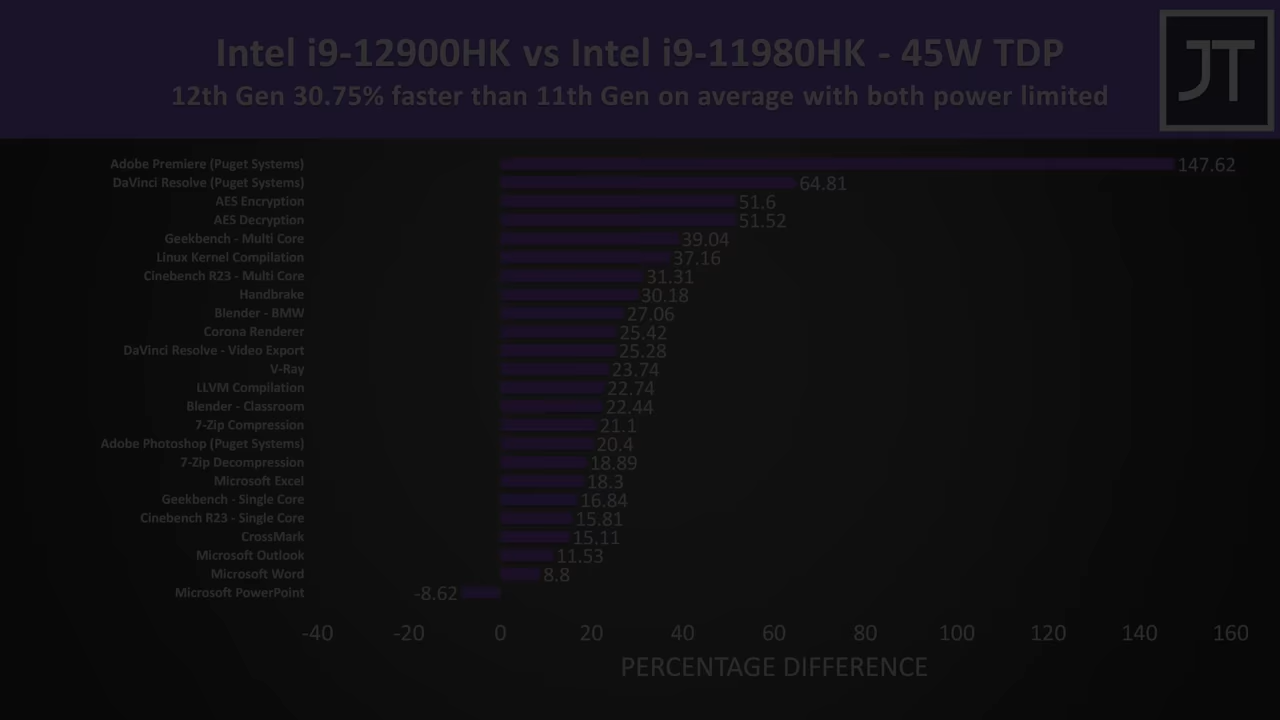 Intel i9-12900HK vs Intel i9-11980HK - 45W TDP
12th Gen 30.75% faster than 11th Gen on average with both power limited
JT
Adobe Premiere (Puget Systems) 147.62
DaVinci Resolve (Puget Systems) 64.81
AES Encryption 51.6
AES Decryption 51.52
Geekbench - Multi Core 39.04
Linux Kernel Compilation 37.16
Cinebench R23 - Multi Core 31.31
Handbrake 30.18
Blender - BMW 27.06
Corona Renderer 25.42
DaVinci Resolve - Video Export 25.28
V-Ray 23.74
LLVM Compilation 22.74
Blender - Classroom 22.44
7-Zip Compression 21.1
Adobe Photoshop (Puget Systems) 20.4
7-Zip Decompression 18.89
Microsoft Excel 18.3
Geekbench - Single Core 16.84
Cinebench R23 - Single Core 15.81
CrossMark 15.11
Microsoft Outlook 11.53
Microsoft Word 8.8
Microsoft PowerPoint -8.62
-40 -20 0 20 40 60 80 100 120 140 160
PERCENTAGE DIFFERENCE